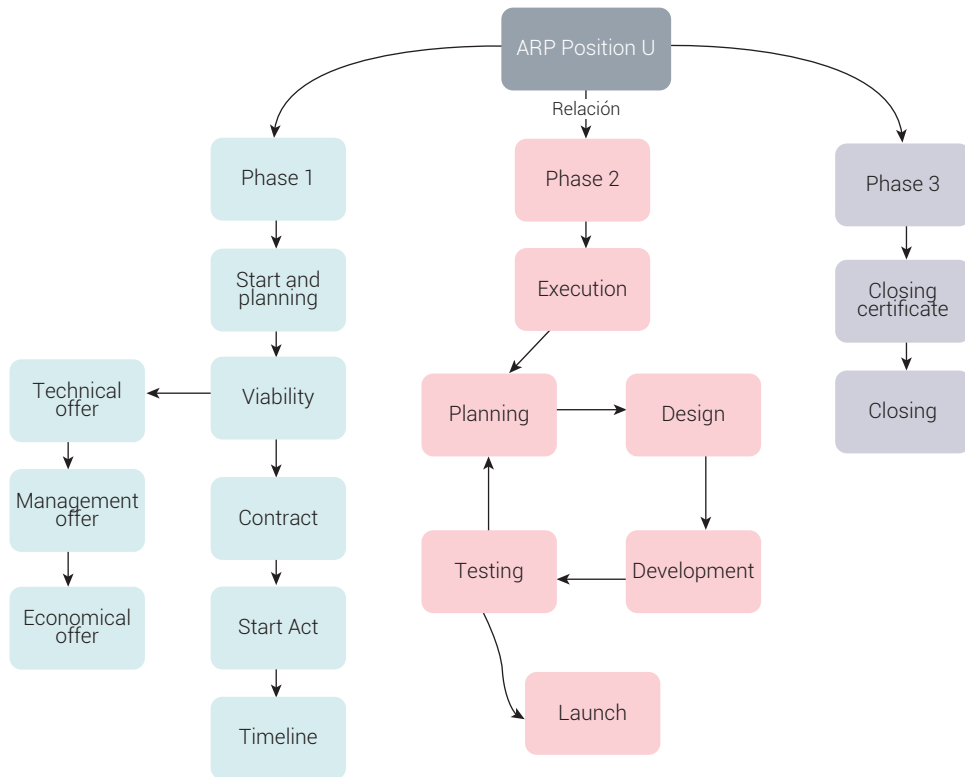 ARP Position U
Relación
Phase 1
Start and
planning
Viability
Technical
offer
Management
offer
Economical
offer
Contract
Start Act
Timeline
Phase 2
Execution
Planning
Design
Development
Testing
Launch
Phase 3
Closing
certificate
Closing